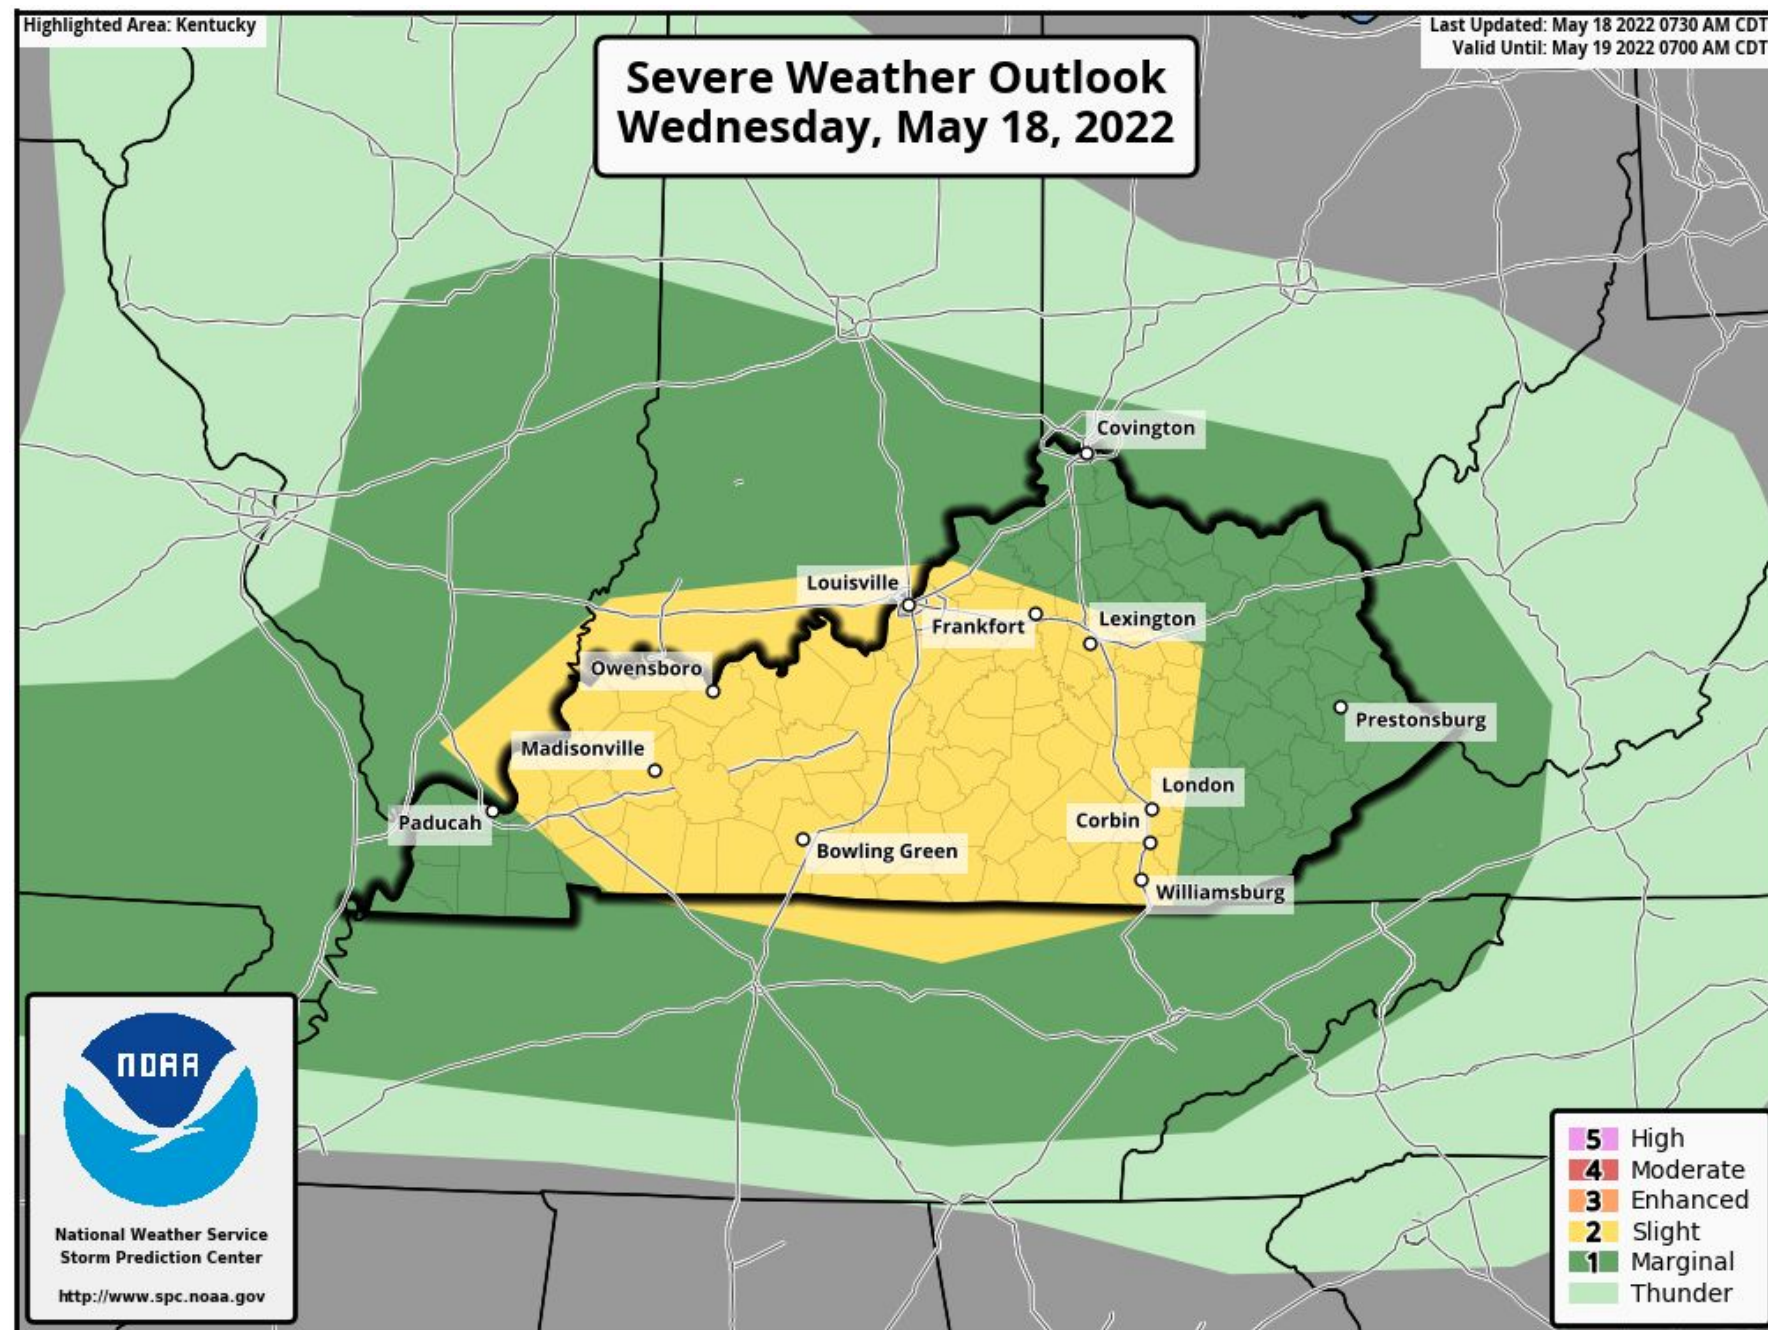 Highlighted Area: Kentucky
Last Updated: May 18 2022 0730 AM CDT
Valid Until: May 19 2022 0700 AM CDT
Severe Weather Outlook
Wednesday, May 18, 2022
Covington
Louisville
Frankfort
Lexington
Owensboro
Prestonsburg
Madisonville
London
Paducah
Corbin
Bowling Green
Williamsburg
NOAA
National Weather Service
Storm Prediction Center
http://www.spc.noaa.gov
5 High
4 Moderate
3 Enhanced
2 Slight
1 Marginal
Thunder